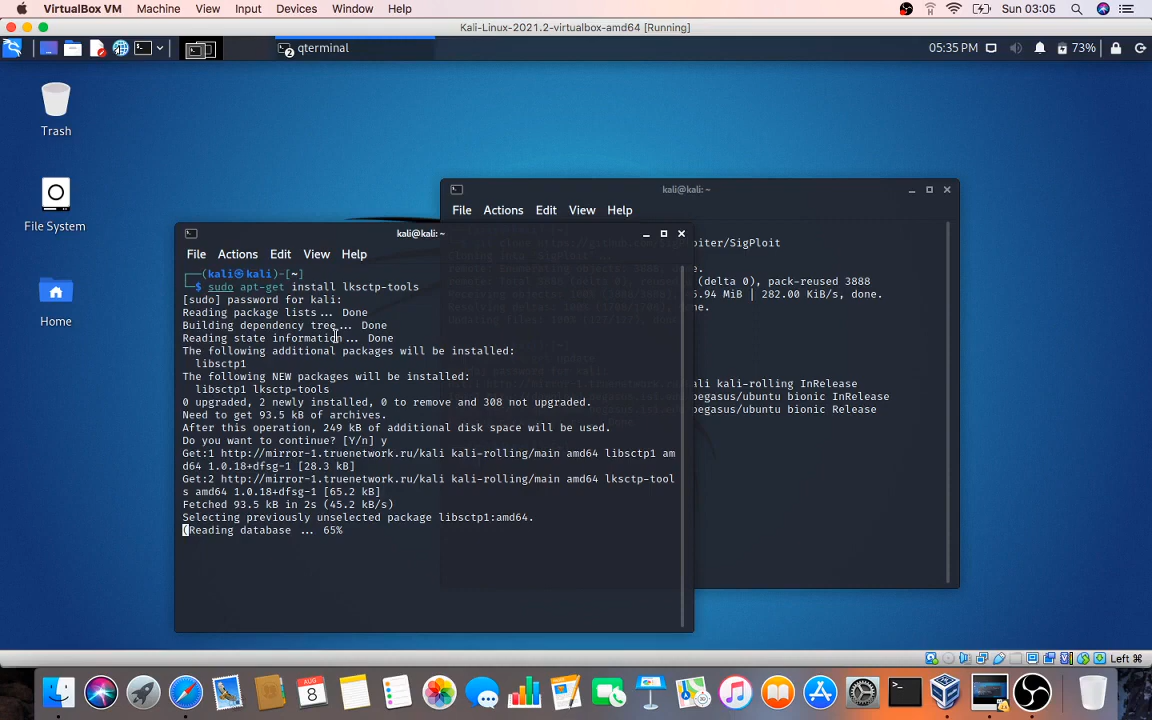 VirtualBox VM Machine View Input Devices Window Help Sun 03:05
Kali-Linux-2021.2-virtualbox-amd64 [Running]
qterminal 05:35 PM 73%
Trash
File System
Home
kali@kali: ~
File Actions Edit View Help
oiter/SigPloit
(delta 0), pack-reused 3888
5.94 MiB | 282.00 KiB/s, done.
ali kali-rolling InRelease
pegasus/ubuntu bionic InRelease
pegasus/ubuntu bionic Release
kali@kali: ~
File Actions Edit View Help
┌──(kali㉿kali)-[~]
└─$ sudo apt-get install lksctp-tools
[sudo] password for kali:
Reading package lists... Done
Building dependency tree... Done
Reading state information... Done
The following additional packages will be installed:
libsctp1
The following NEW packages will be installed:
libsctp1 lksctp-tools
0 upgraded, 2 newly installed, 0 to remove and 308 not upgraded.
Need to get 93.5 kB of archives.
After this operation, 249 kB of additional disk space will be used.
Do you want to continue? [Y/n] y
Get:1 http://mirror-1.truenetwork.ru/kali kali-rolling/main amd64 libsctp1 am
d64 1.0.18+dfsg-1 [28.3 kB]
Get:2 http://mirror-1.truenetwork.ru/kali kali-rolling/main amd64 lksctp-tool
s amd64 1.0.18+dfsg-1 [65.2 kB]
Fetched 93.5 kB in 2s (45.2 kB/s)
Selecting previously unselected package libsctp1:amd64.
(Reading database ... 65%
Left ⌘
AUG
8